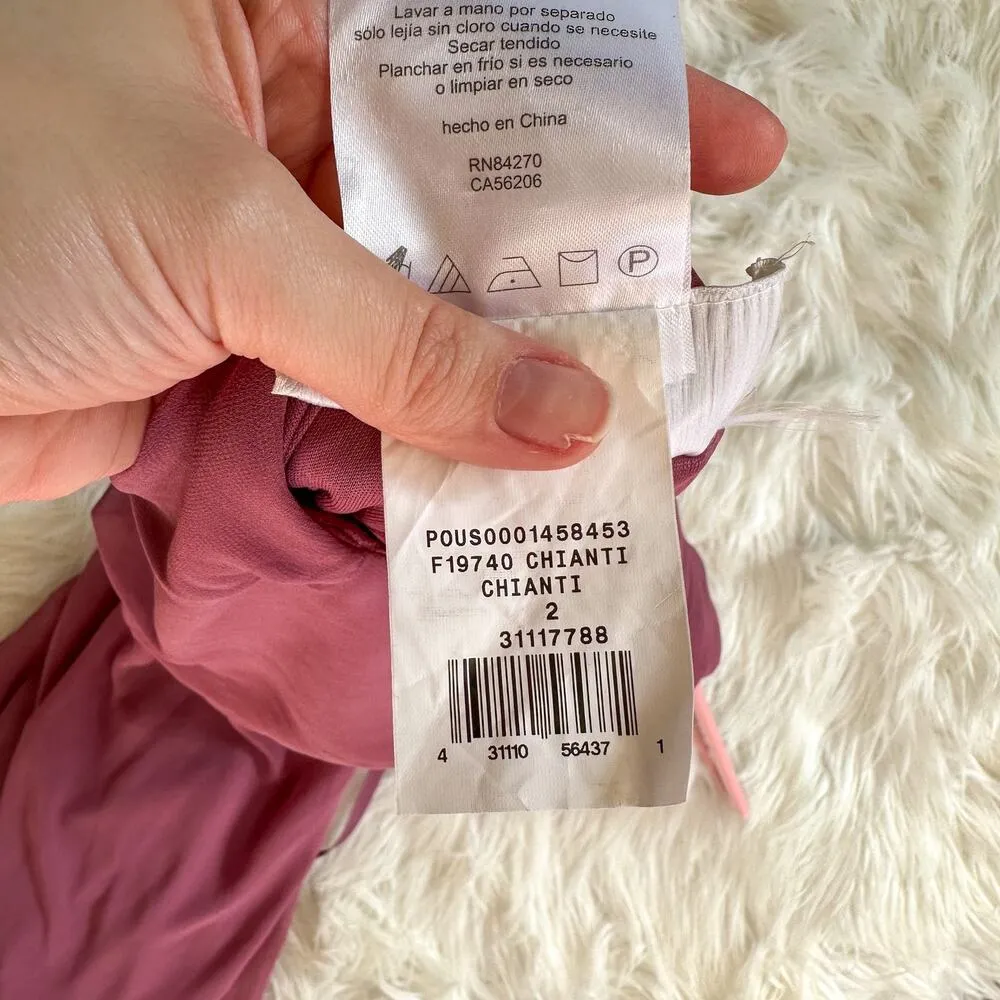 Lavar a mano por separado
sólo lejía sin cloro cuando se necesite
Secar tendido
Planchar en frío si es necesario
o limpiar en seco
hecho en China
RN84270
CA56206
P
POUS0001458453
F19740 CHIANTI
CHIANTI
2
31117788
4 31110 56437 1